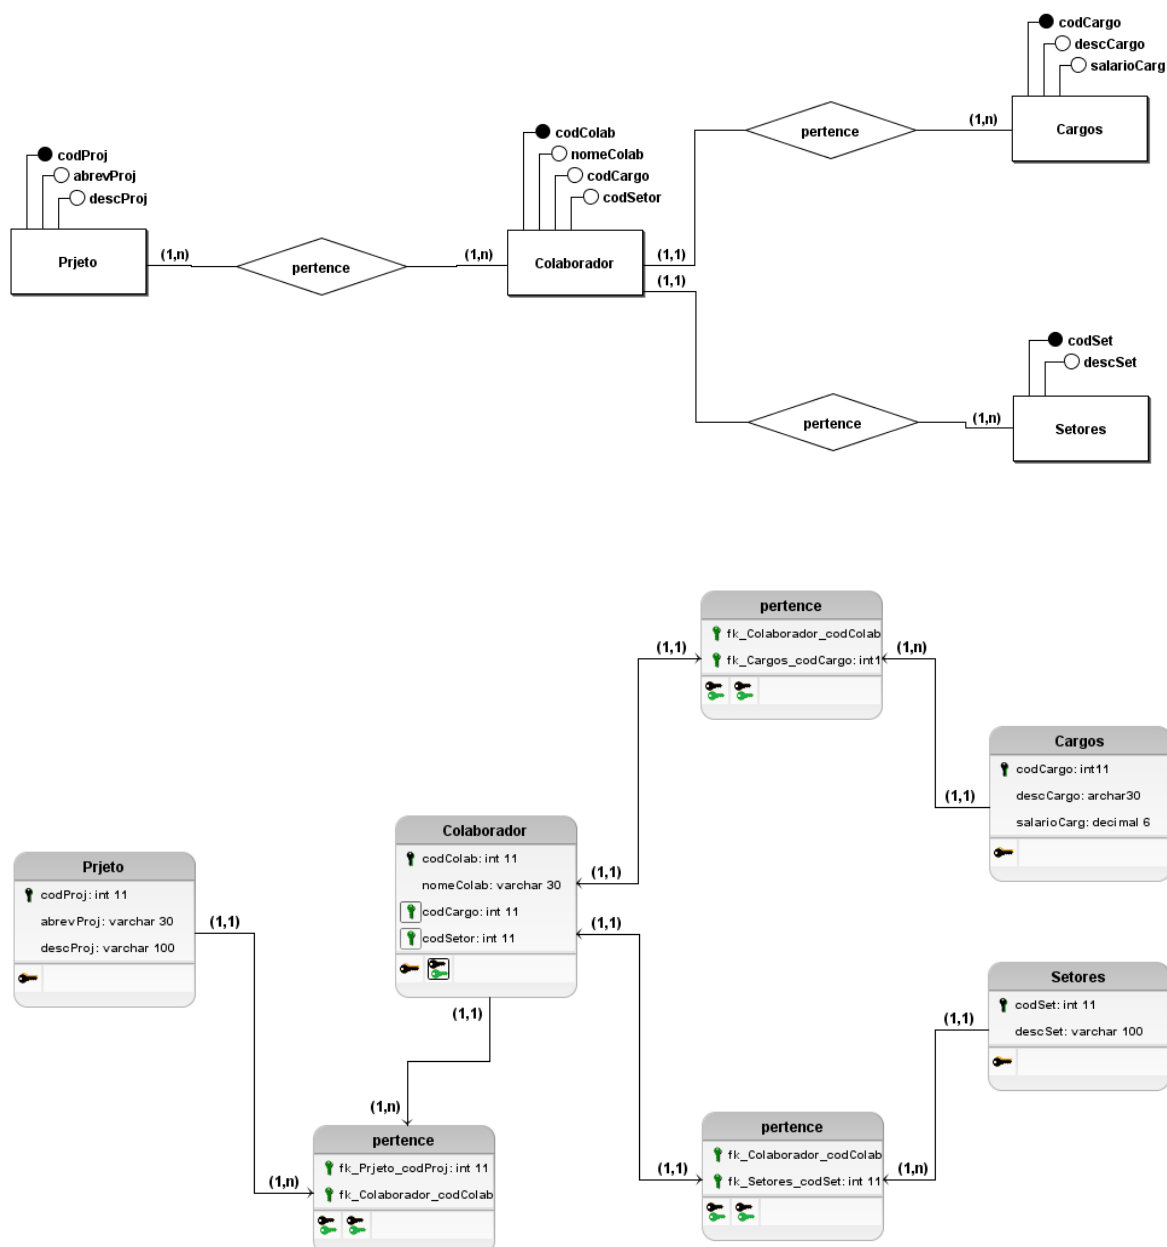 codCargo
descCargo
salarioCarg
pertence
(1,n)
Cargos
codColab
nomeColab
codCargo
codSetor
codProj
abrevProj
descProj
Prjeto
(1,n)
pertence
(1,n)
Colaborador
(1,1)
(1,1)
codSet
descSet
pertence
(1,n)
Setores
pertence
fk_Colaborador_codColab
fk_Cargos_codCargo: int1
(1,1)
(1,n)
Cargos
codCargo: int11
descCargo: archar30
salarioCarg: decimal 6
(1,1)
Colaborador
codColab: int 11
nomeColab: varchar 30
codCargo: int 11
codSetor: int 11
(1,1)
(1,1)
(1,1)
Prjeto
codProj: int 11
abrevProj: varchar 30
descProj: varchar 100
(1,1)
Setores
codSet: int 11
descSet: varchar 100
(1,1)
(1,n)
pertence
fk_Prjeto_codProj: int 11
fk_Colaborador_codColab
(1,n)
pertence
fk_Colaborador_codColab
fk_Setores_codSet: int 11
(1,1)
(1,n)